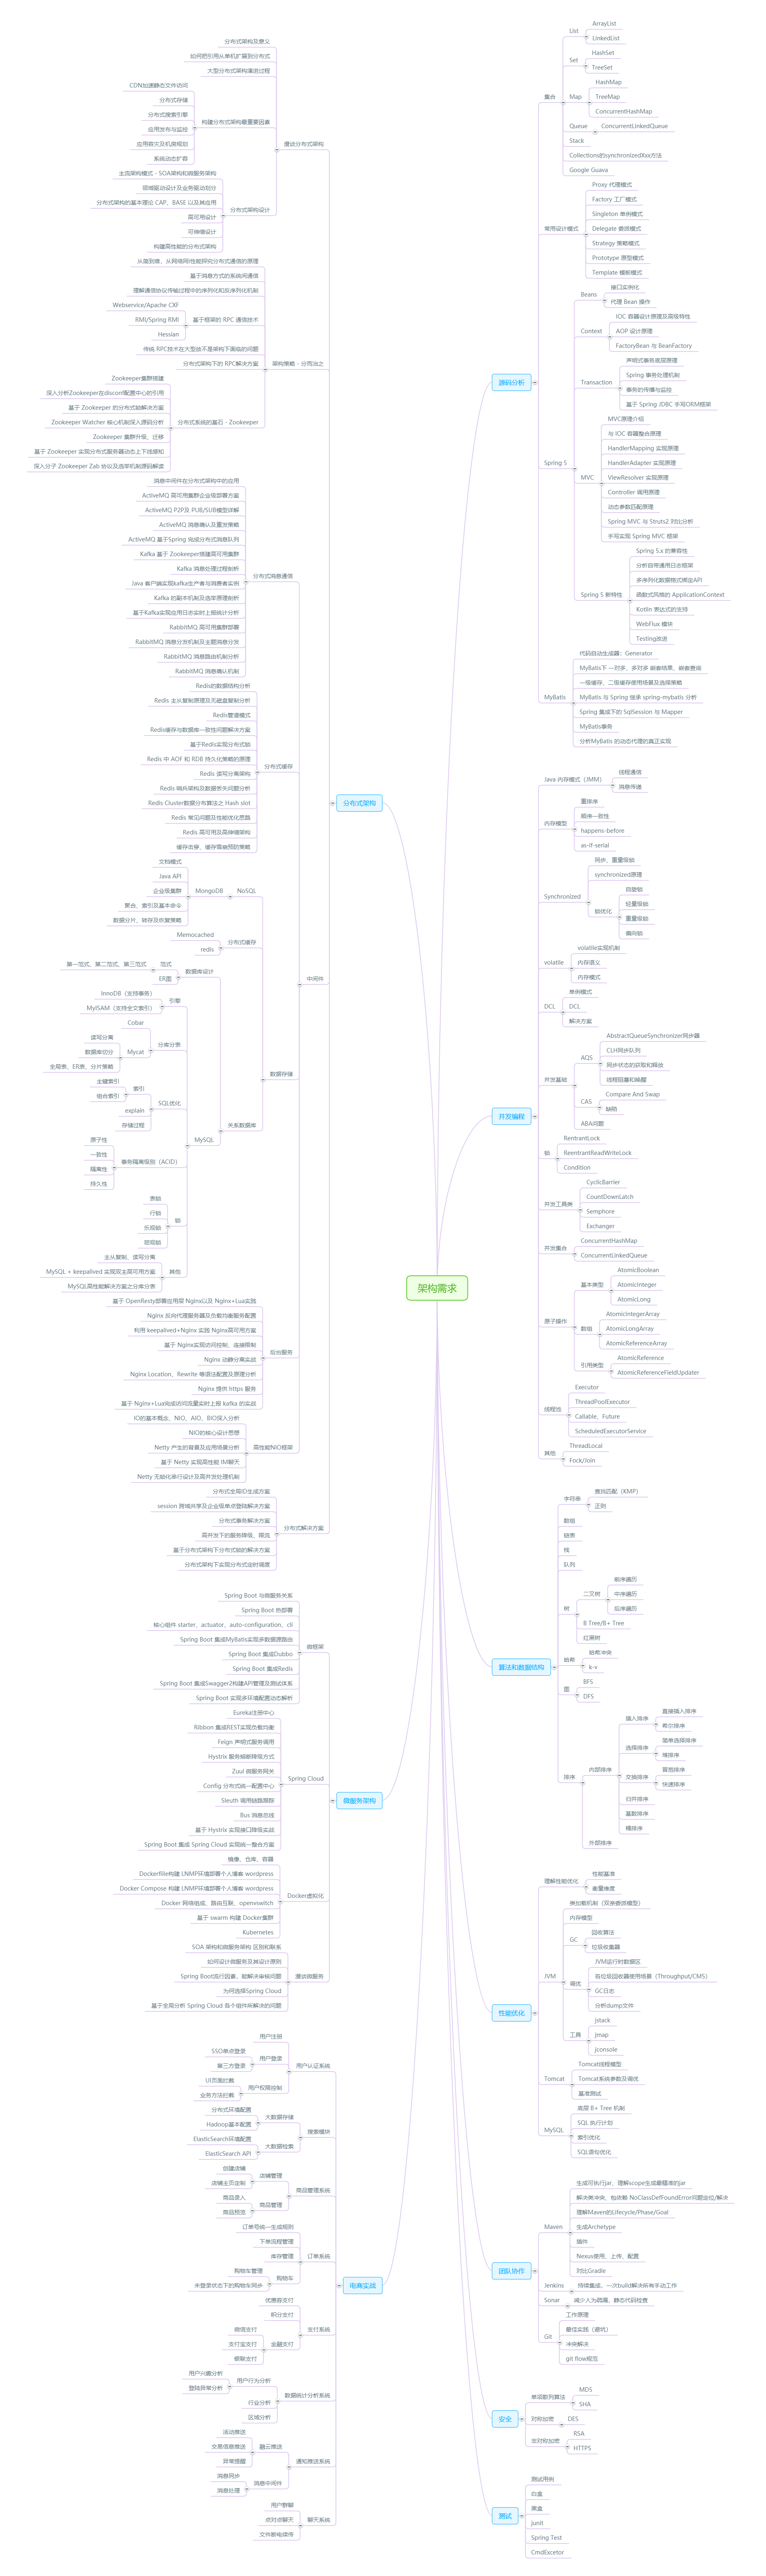 架构需求
源码分析
集合
List
ArrayList
LinkedList
Set
HashSet
TreeSet
Map
HashMap
TreeMap
ConcurrentHashMap
Queue
ConcurrentLinkedQueue
Stack
Collections的synchronizedXxx方法
Google Guava
常用设计模式
Proxy 代理模式
Factory 工厂模式
Singleton 单例模式
Delegate 委派模式
Strategy 策略模式
Prototype 原型模式
Template 模板模式
Spring 5
Beans
接口实例化
代理 Bean 操作
Context
IOC 容器设计原理及高级特性
AOP 设计原理
FactoryBean 与 BeanFactory
Transaction
声明式事务底层原理
Spring 事务处理机制
事务的传播与监控
基于 Spring JDBC 手写ORM框架
MVC
MVC原理介绍
与 IOC 容器整合原理
HandlerMapping 实现原理
HandlerAdapter 实现原理
ViewResolver 实现原理
Controller 调用原理
动态参数匹配原理
Spring MVC 与 Struts2 对比分析
手写实现 Spring MVC 框架
Spring 5 新特性
Spring 5.x 的兼容性
分析自带通用日志框架
多序列化数据格式绑定API
函数式风格的 ApplicationContext
Kotlin 表达式的支持
WebFlux 模块
Testing改进
MyBatis
代码自动生成器：Generator
MyBatis下 一对多、多对多 嵌套结果、嵌套查询
一级缓存、二级缓存使用场景及选择策略
MyBatis 与 Spring 继承 spring-mybatis 分析
Spring 集成下的 SqlSession 与 Mapper
MyBatis事务
分析MyBatis 的动态代理的真正实现
并发编程
Java 内存模式（JMM）
线程通信
消息传递
内存模型
重排序
顺序一致性
happens-before
as-if-serial
Synchronized
同步、重量级锁
synchronized原理
锁优化
自旋锁
轻量级锁
重量级锁
偏向锁
volatile
volatile实现机制
内存语义
内存模式
DCL
单例模式
DCL
解决方案
并发基础
AQS
AbstractQueueSynchronizer同步器
CLH同步队列
同步状态的获取和释放
线程阻塞和唤醒
CAS
Compare And Swap
缺陷
ABA问题
锁
RentrantLock
ReentrantReadWriteLock
Condition
并发工具类
CyclicBarrier
CountDownLatch
Semphore
Exchanger
并发集合
ConcurrentHashMap
ConcurrentLinkedQueue
原子操作
基本类型
AtomicBoolean
AtomicInteger
AtomicLong
数组
AtomicIntegerArray
AtomicLongArray
AtomicReferenceArray
引用类型
AtomicReference
AtomicReferenceFieldUpdater
线程池
Executor
ThreadPoolExecutor
Callable、Future
ScheduledExecutorService
其他
ThreadLocal
Fock/Join
算法和数据结构
字符串
查找匹配（KMP）
正则
数组
链表
栈
队列
树
二叉树
前序遍历
中序遍历
后序遍历
B Tree/B+ Tree
红黑树
哈希
哈希冲突
k-v
图
BFS
DFS
排序
内部排序
插入排序
直接插入排序
希尔排序
选择排序
简单选择排序
堆排序
交换排序
冒泡排序
快速排序
归并排序
基数排序
桶排序
外部排序
性能优化
理解性能优化
性能基准
衡量维度
JVM
类加载机制（双亲委派模型）
内存模型
GC
回收算法
垃圾收集器
调优
JVM运行时数据区
各垃圾回收器使用场景（Throughput/CMS）
GC日志
分析dump文件
工具
Jstack
jmap
jconsole
Tomcat
Tomcat线程模型
Tomcat系统参数及调优
基准测试
MySQL
底层 B+ Tree 机制
SQL 执行计划
索引优化
SQL语句优化
团队协作
Maven
生成可执行jar，理解scope生成最精准的jar
解决类冲突、包依赖 NoClassDefFoundError问题定位/解决
理解Maven的Lifecycle/Phase/Goal
生成Archetype
插件
Nexus使用、上传、配置
对比Gradle
Jenkins
持续集成、一次build解决所有手动工作
Sonar
减少人为疏漏、静态代码检查
Git
工作原理
最佳实践（避坑）
冲突解决
git flow规范
安全
单项散列算法
MD5
SHA
对称加密
DES
非对称加密
RSA
HTTPS
测试
测试用例
白盒
黑盒
junit
Spring Test
CmdExcetor
分布式架构
漫谈分布式架构
分布式架构及意义
如何把引用从单机扩展到分布式
大型分布式架构演进过程
构建分布式架构最重要因素
CDN加速静态文件访问
分布式存储
分布式搜索引擎
应用发布与监控
应用容灾及机房规划
系统动态扩容
分布式架构设计
主流架构模式 - SOA架构和微服务架构
领域驱动设计及业务驱动划分
分布式架构的基本理论 CAP、BASE 以及其应用
高可用设计
可伸缩设计
构建高性能的分布式架构
架构策略 - 分而治之
从底到难、从网络网/性能探究分布式通信的原理
基于消息方式的系统间通信
理解通信协议传输过程中的序列化和反序列化机制
基于框架的 RPC 通信技术
Webservice/Apache CXF
RMI/Spring RMI
Hessian
传统 RPC技术在大型技不是架构下面临的问题
分布式架构下的 RPC解决方案
分布式系统的基石 - Zookeeper
Zookeeper集群搭建
深入分析Zookeeper在disconf配置中心的引用
基于 Zookeeper 的分布式锁解决方案
Zookeeper Watcher 核心机制深入源码分析
Zookeeper 集群升级、迁移
基于 Zookeeper 实现分布式服务器动态上下线感知
深入分子 Zookeeper Zab 协议及选举机制源码解读
中间件
分布式消息通信
消息中间件在分布式架构中的应用
ActiveMQ 高可用集群企业级部署方案
ActiveMQ P2P及 PUB/SUB模型详解
ActiveMQ 消息确认及重发策略
ActiveMQ 基于Spring 完成分布式消息队列
Kafka 基于 Zookeeper搭建高可用集群
Kafka 消息处理过程剖析
Java 客户端实现kafka生产者与消费者实例
Kafka 的副本机制及选举原理剖析
基于Kafka实现应用日志实时上报统计分析
RabbitMQ 高可用集群部署
RabbitMQ 消息分发机制及主题消息分发
RabbitMQ 消息路由机制分析
RabbitMQ 消息确认机制
分布式缓存
Redis的数据结构分析
Redis 主从复制原理及无磁盘复制分析
Redis管道模式
Redis缓存与数据库一致性问题解决方案
基于Redis实现分布式锁
Redis 中 AOF 和 RDB 持久化策略的原理
Redis 读写分离架构
Redis 哨兵架构及数据丢失问题分析
Redis Cluster数据分布算法之 Hash slot
Redis 常见问题及性能优化思路
Redis 高可用及高伸缩架构
缓存击穿、缓存雪崩预防策略
数据存储
NoSQL
MongoDB
文档模式
Java API
企业级集群
聚合、索引及基本命令
数据分片、转存及恢复策略
分布式缓存
Memocached
redis
关系数据库
数据库设计
范式
第一范式、第二范式、第三范式
ER图
MySQL
引擎
InnoDB（支持事务）
MyISAM（支持全文索引）
分库分表
Cobar
Mycat
读写分离
数据库切分
全局表、ER表、分片策略
SQL优化
索引
主键索引
组合索引
explain
存储过程
事务隔离级别（ACID）
原子性
一致性
隔离性
持久性
锁
表锁
行锁
乐观锁
悲观锁
其他
主从复制、读写分离
MySQL + keepalived 实现双主高可用方案
MySQL高性能解决方案之分库分表
后台服务
基于 OpenResty部署应用层 Nginx以及 Nginx+Lua实践
Nginx 反向代理服务器及负载均衡服务配置
利用 keepalived+Nginx 实践 Nginx高可用方案
基于 Nginx实现访问控制、连接限制
Nginx 动静分离实战
Nginx Location、Rewrite 等语法配置及原理分析
Nginx 提供 https 服务
基于 Nginx+Lua完成访问流量实时上报 kafka 的实战
高性能NIO框架
IO的基本概念、NIO、AIO、BIO深入分析
NIO的核心设计思想
Netty 产生的背景及应用场景分析
基于 Netty 实现高性能 IM聊天
Netty 无锁化串行设计及高并发处理机制
分布式解决方案
分布式全局ID生成方案
session 跨域共享及企业级单点登陆解决方案
分布式事务解决方案
高并发下的服务降级、限流
基于分布式架构下分布式锁的解决方案
分布式架构下实现分布式定时调度
微服务架构
微框架
Spring Boot 与微服务关系
Spring Boot 热部署
核心组件 starter、actuator、auto-configuration、cli
Spring Boot 集成MyBatis实现多数据源路由
Spring Boot 集成Dubbo
Spring Boot 集成Redis
Spring Boot 集成Swagger2构建API管理及测试体系
Spring Boot 实现多环境配置动态解析
Spring Cloud
Eureka注册中心
Ribbon 集成REST实现负载均衡
Feign 声明式服务调用
Hystrix 服务熔断降级方式
Zuul 微服务网关
Config 分布式统一配置中心
Sleuth 调用链路跟踪
Bus 消息总线
基于 Hystrix 实现接口降级实战
Spring Boot 集成 Spring Cloud 实现统一整合方案
Docker虚拟化
镜像、仓库、容器
Dockerfile构建 LNMP环境部署个人博客 wordpress
Docker Compose 构建 LNMP环境部署个人博客 wordpress
Docker 网络组成、路由互联、openvswitch
基于 swarm 构建 Docker集群
Kubernetes
漫谈微服务
SOA 架构和微服务架构 区别和联系
如何设计微服务及其设计原则
Spring Boot流行因素、能解决审核问题
为何选择Spring Cloud
基于全局分析 Spring Cloud 各个组件所解决的问题
电商实战
用户认证系统
用户注册
用户登录
SSO单点登录
第三方登录
用户权限控制
UI页面拦截
业务方法拦截
搜索模块
大数据存储
分布式环境配置
Hadoop基本配置
大数据检索
ElasticSearch环境配置
ElasticSearch API
商品管理系统
店铺管理
创建店铺
店铺主页定制
商品管理
商品录入
商品预览
订单系统
订单号统一生成规则
下单流程管理
库存管理
购物车
购物车管理
未登录状态下的购物车同步
支付系统
优惠券支付
积分支付
金融支付
微信支付
支付宝支付
银联支付
数据统计分析系统
用户行为分析
用户兴趣分析
登陆异常分析
行业分析
区域分析
通知推送系统
融云推送
活动推送
交易信息推送
异常提醒
消息中间件
消息同步
消息处理
聊天系统
用户群聊
点对点聊天
文件断电续传